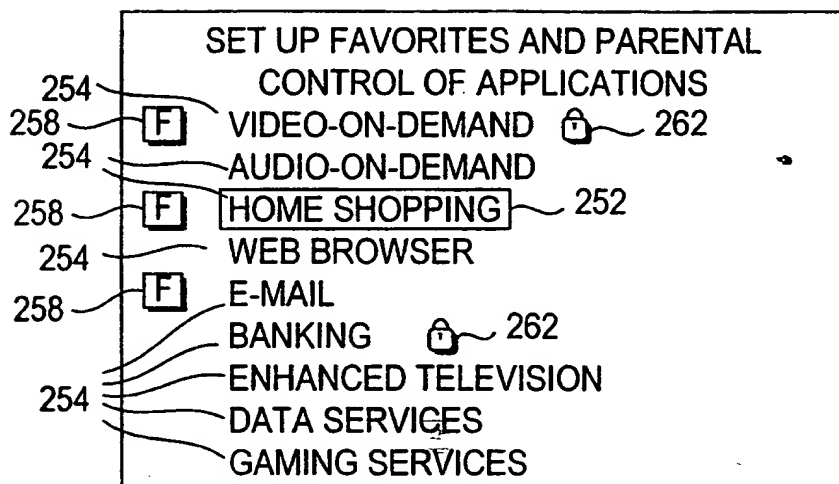 SET UP FAVORITES AND PARENTAL
CONTROL OF APPLICATIONS
254
258 F VIDEO-ON-DEMAND 262
254 AUDIO-ON-DEMAND
258 F HOME SHOPPING 252
254 WEB BROWSER
258 F E-MAIL
BANKING 262
254 ENHANCED TELEVISION
DATA SERVICES
GAMING SERVICES